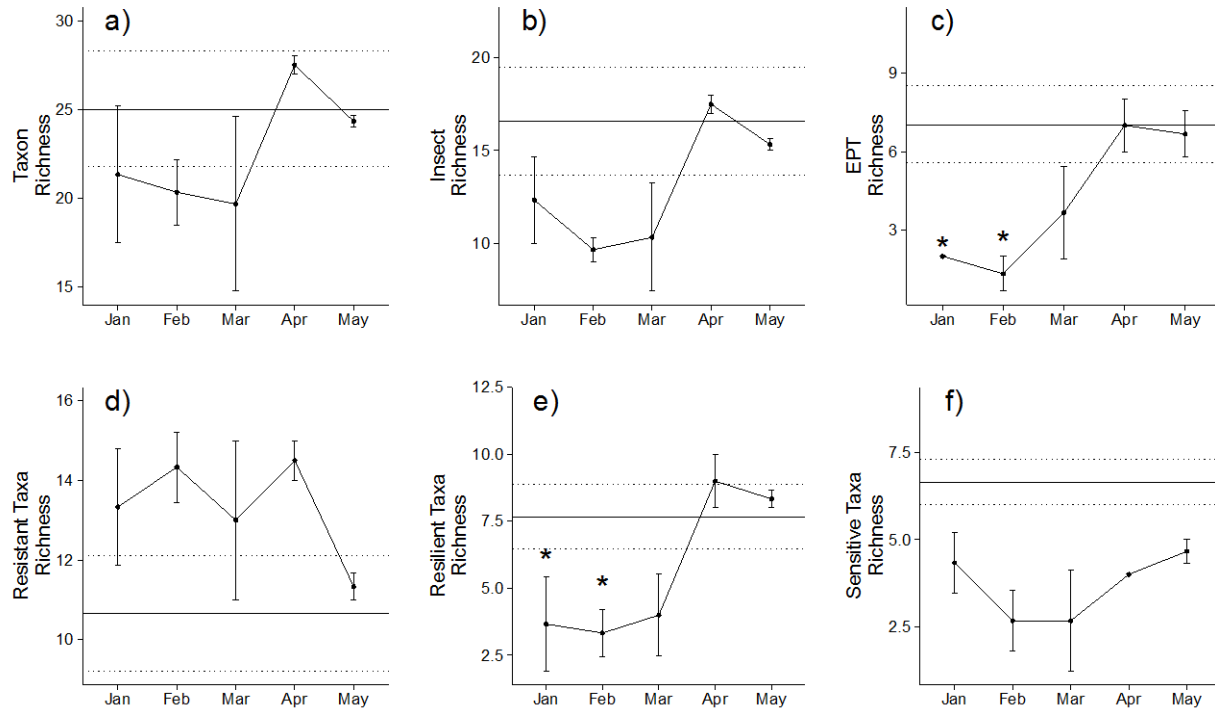 a)
Taxon
Richness
30
25
20
15
Jan Feb Mar Apr May
b)
Insect
Richness
20
15
10
Jan Feb Mar Apr May
c)
EPT
Richness
9
6
3
* *
Jan Feb Mar Apr May
d)
Resistant Taxa
Richness
16
14
12
10
Jan Feb Mar Apr May
e)
Resilient Taxa
Richness
12.5
10.0
7.5
5.0
2.5
* *
Jan Feb Mar Apr May
f)
Sensitive Taxa
Richness
7.5
5.0
2.5
Jan Feb Mar Apr May